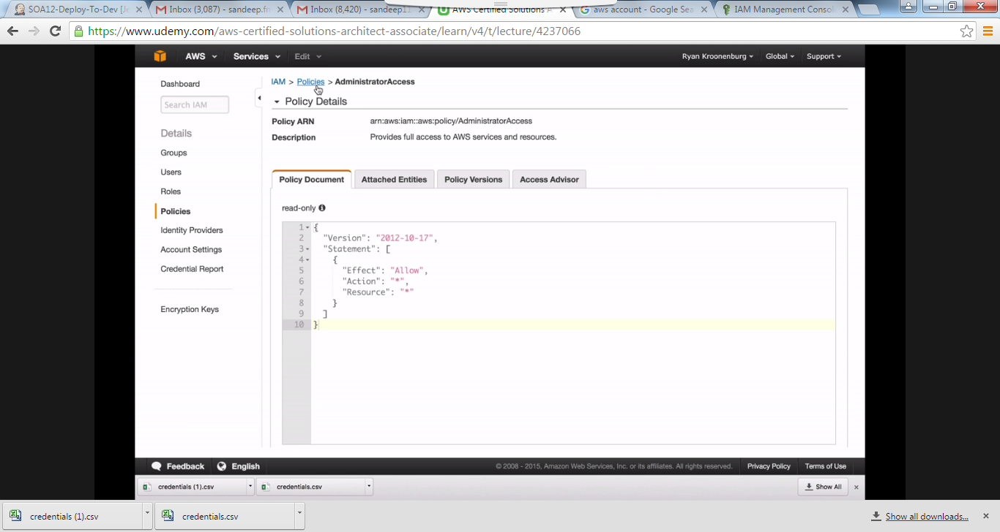 SOA12-Deploy-To-Dev [Je
Inbox (3,087) - sandeep.fr
Inbox (8,420) - sandeep11
AWS Certified Solutions A
aws account - Google Sea
IAM Management Consol
https://www.udemy.com/aws-certified-solutions-architect-associate/learn/v4/t/lecture/4237066
AWS Services Edit Ryan Kroonenburg Global Support
Dashboard
Search IAM
Details
Groups
Users
Roles
Policies
Identity Providers
Account Settings
Credential Report
Encryption Keys
IAM > Policies > AdministratorAccess
Policy Details
Policy ARN arn:aws:iam::aws:policy/AdministratorAccess
Description Provides full access to AWS services and resources.
Policy Document Attached Entities Policy Versions Access Advisor
read-only
1 {
2 "Version": "2012-10-17",
3 "Statement": [
4 {
5 "Effect": "Allow",
6 "Action": "*",
7 "Resource": "*"
8 }
9 ]
10 }
Feedback English © 2008 - 2015, Amazon Web Services, Inc. or its affiliates. All rights reserved. Privacy Policy Terms of Use
credentials (1).csv credentials.csv Show All
credentials (1).csv credentials.csv Show all downloads...